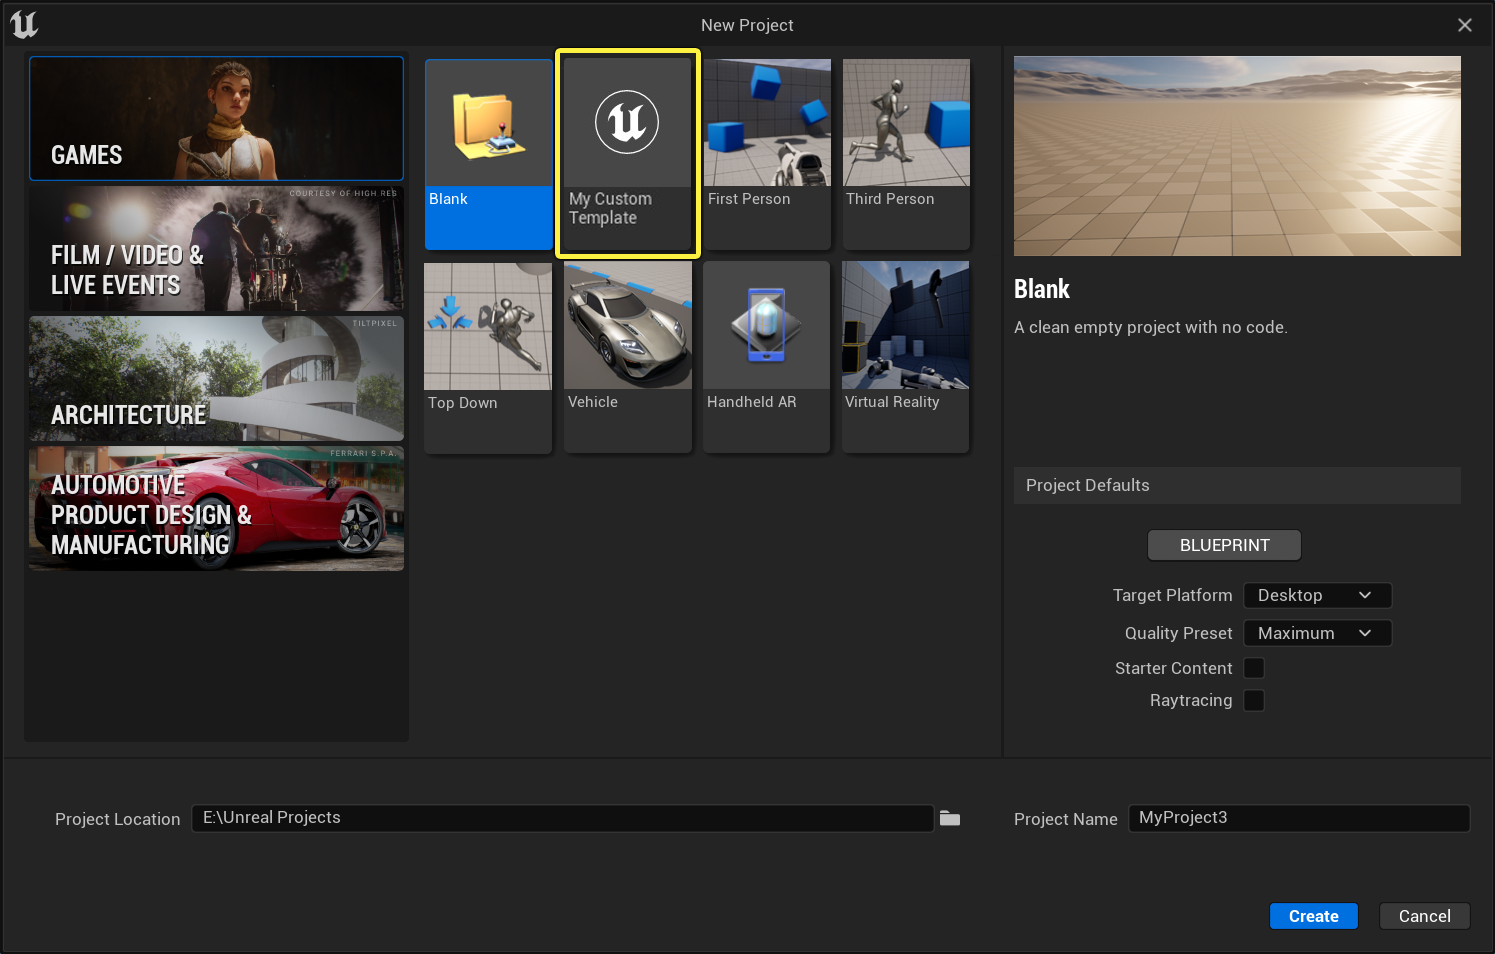 New Project
GAMES
COURTESY OF HIGH RES
FILM / VIDEO &
LIVE EVENTS
TILTPIXEL
ARCHITECTURE
FERRARI S.P.A.
AUTOMOTIVE
PRODUCT DESIGN &
MANUFACTURING
Blank
My Custom
Template
First Person
Third Person
Top Down
Vehicle
Handheld AR
Virtual Reality
Blank
A clean empty project with no code.
Project Defaults
BLUEPRINT
Target Platform
Desktop
Quality Preset
Maximum
Starter Content
Raytracing
Project Location
E:\Unreal Projects
Project Name
MyProject3
Create
Cancel